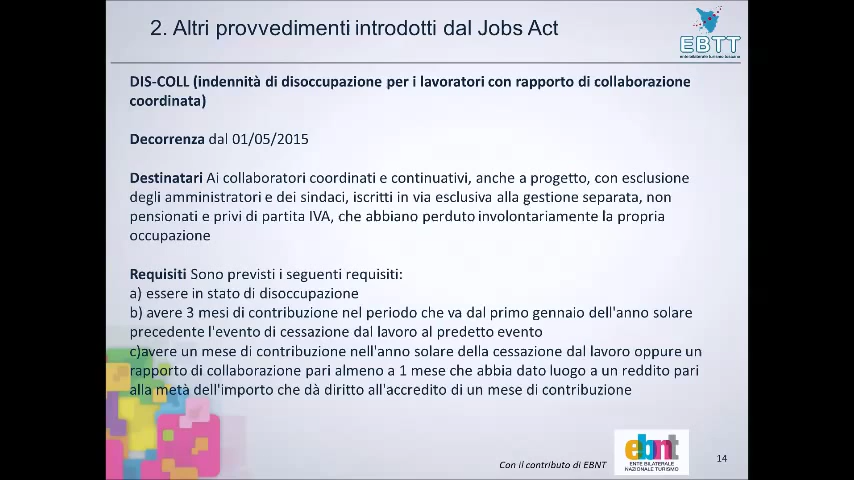 2. Altri provvedimenti introdotti dal Jobs Act
EBTT
ente bilaterale turismo toscano
DIS-COLL (indennità di disoccupazione per i lavoratori con rapporto di collaborazione
coordinata)
Decorrenza dal 01/05/2015
Destinatari Ai collaboratori coordinati e continuativi, anche a progetto, con esclusione
degli amministratori e dei sindaci, iscritti in via esclusiva alla gestione separata, non
pensionati e privi di partita IVA, che abbiano perduto involontariamente la propria
occupazione
Requisiti Sono previsti i seguenti requisiti:
a) essere in stato di disoccupazione
b) avere 3 mesi di contribuzione nel periodo che va dal primo gennaio dell'anno solare
precedente l'evento di cessazione dal lavoro al predetto evento
c)avere un mese di contribuzione nell'anno solare della cessazione dal lavoro oppure un
rapporto di collaborazione pari almeno a 1 mese che abbia dato luogo a un reddito pari
alla metà dell'importo che dà diritto all'accredito di un mese di contribuzione
Con il contributo di EBNT
ebnt
ENTE BILATERALE
NAZIONALE TURISMO
14